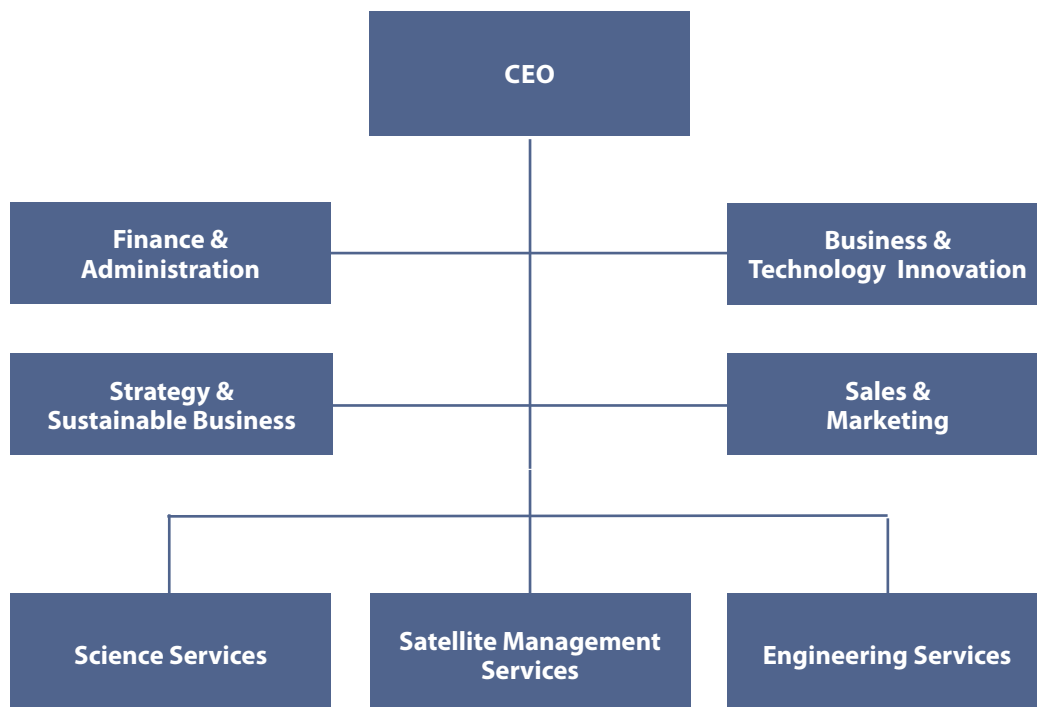 CEO
Finance &
Administration
Business &
Technology Innovation
Strategy &
Sustainable Business
Sales &
Marketing
Science Services
Satellite Management
Services
Engineering Services